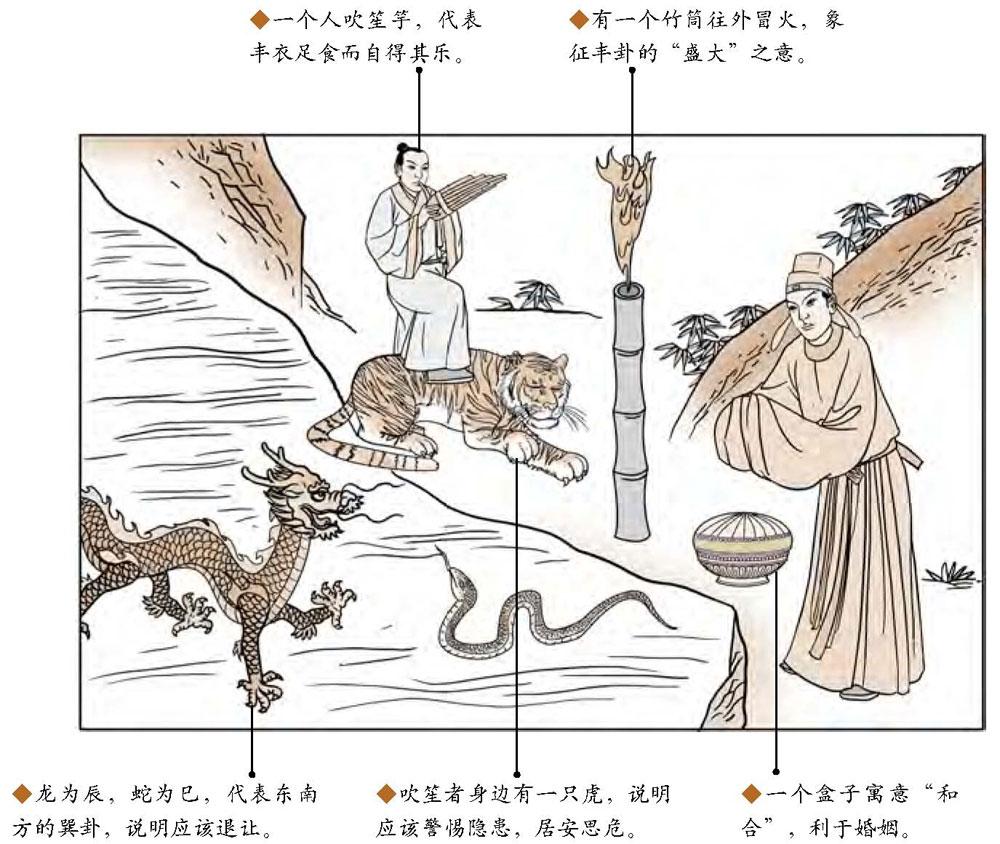 ◆一个人吹笙竽，代表
丰衣足食而自得其乐。
◆有一个竹筒往外冒火，象
征丰卦的“盛大”之意。
◆龙为辰，蛇为巳，代表东南
方的巽卦，说明应该退让。
◆吹笙者身边有一只虎，说明
应该警惕隐患，居安思危。
◆一个盒子寓意“和
合”，利于婚姻。